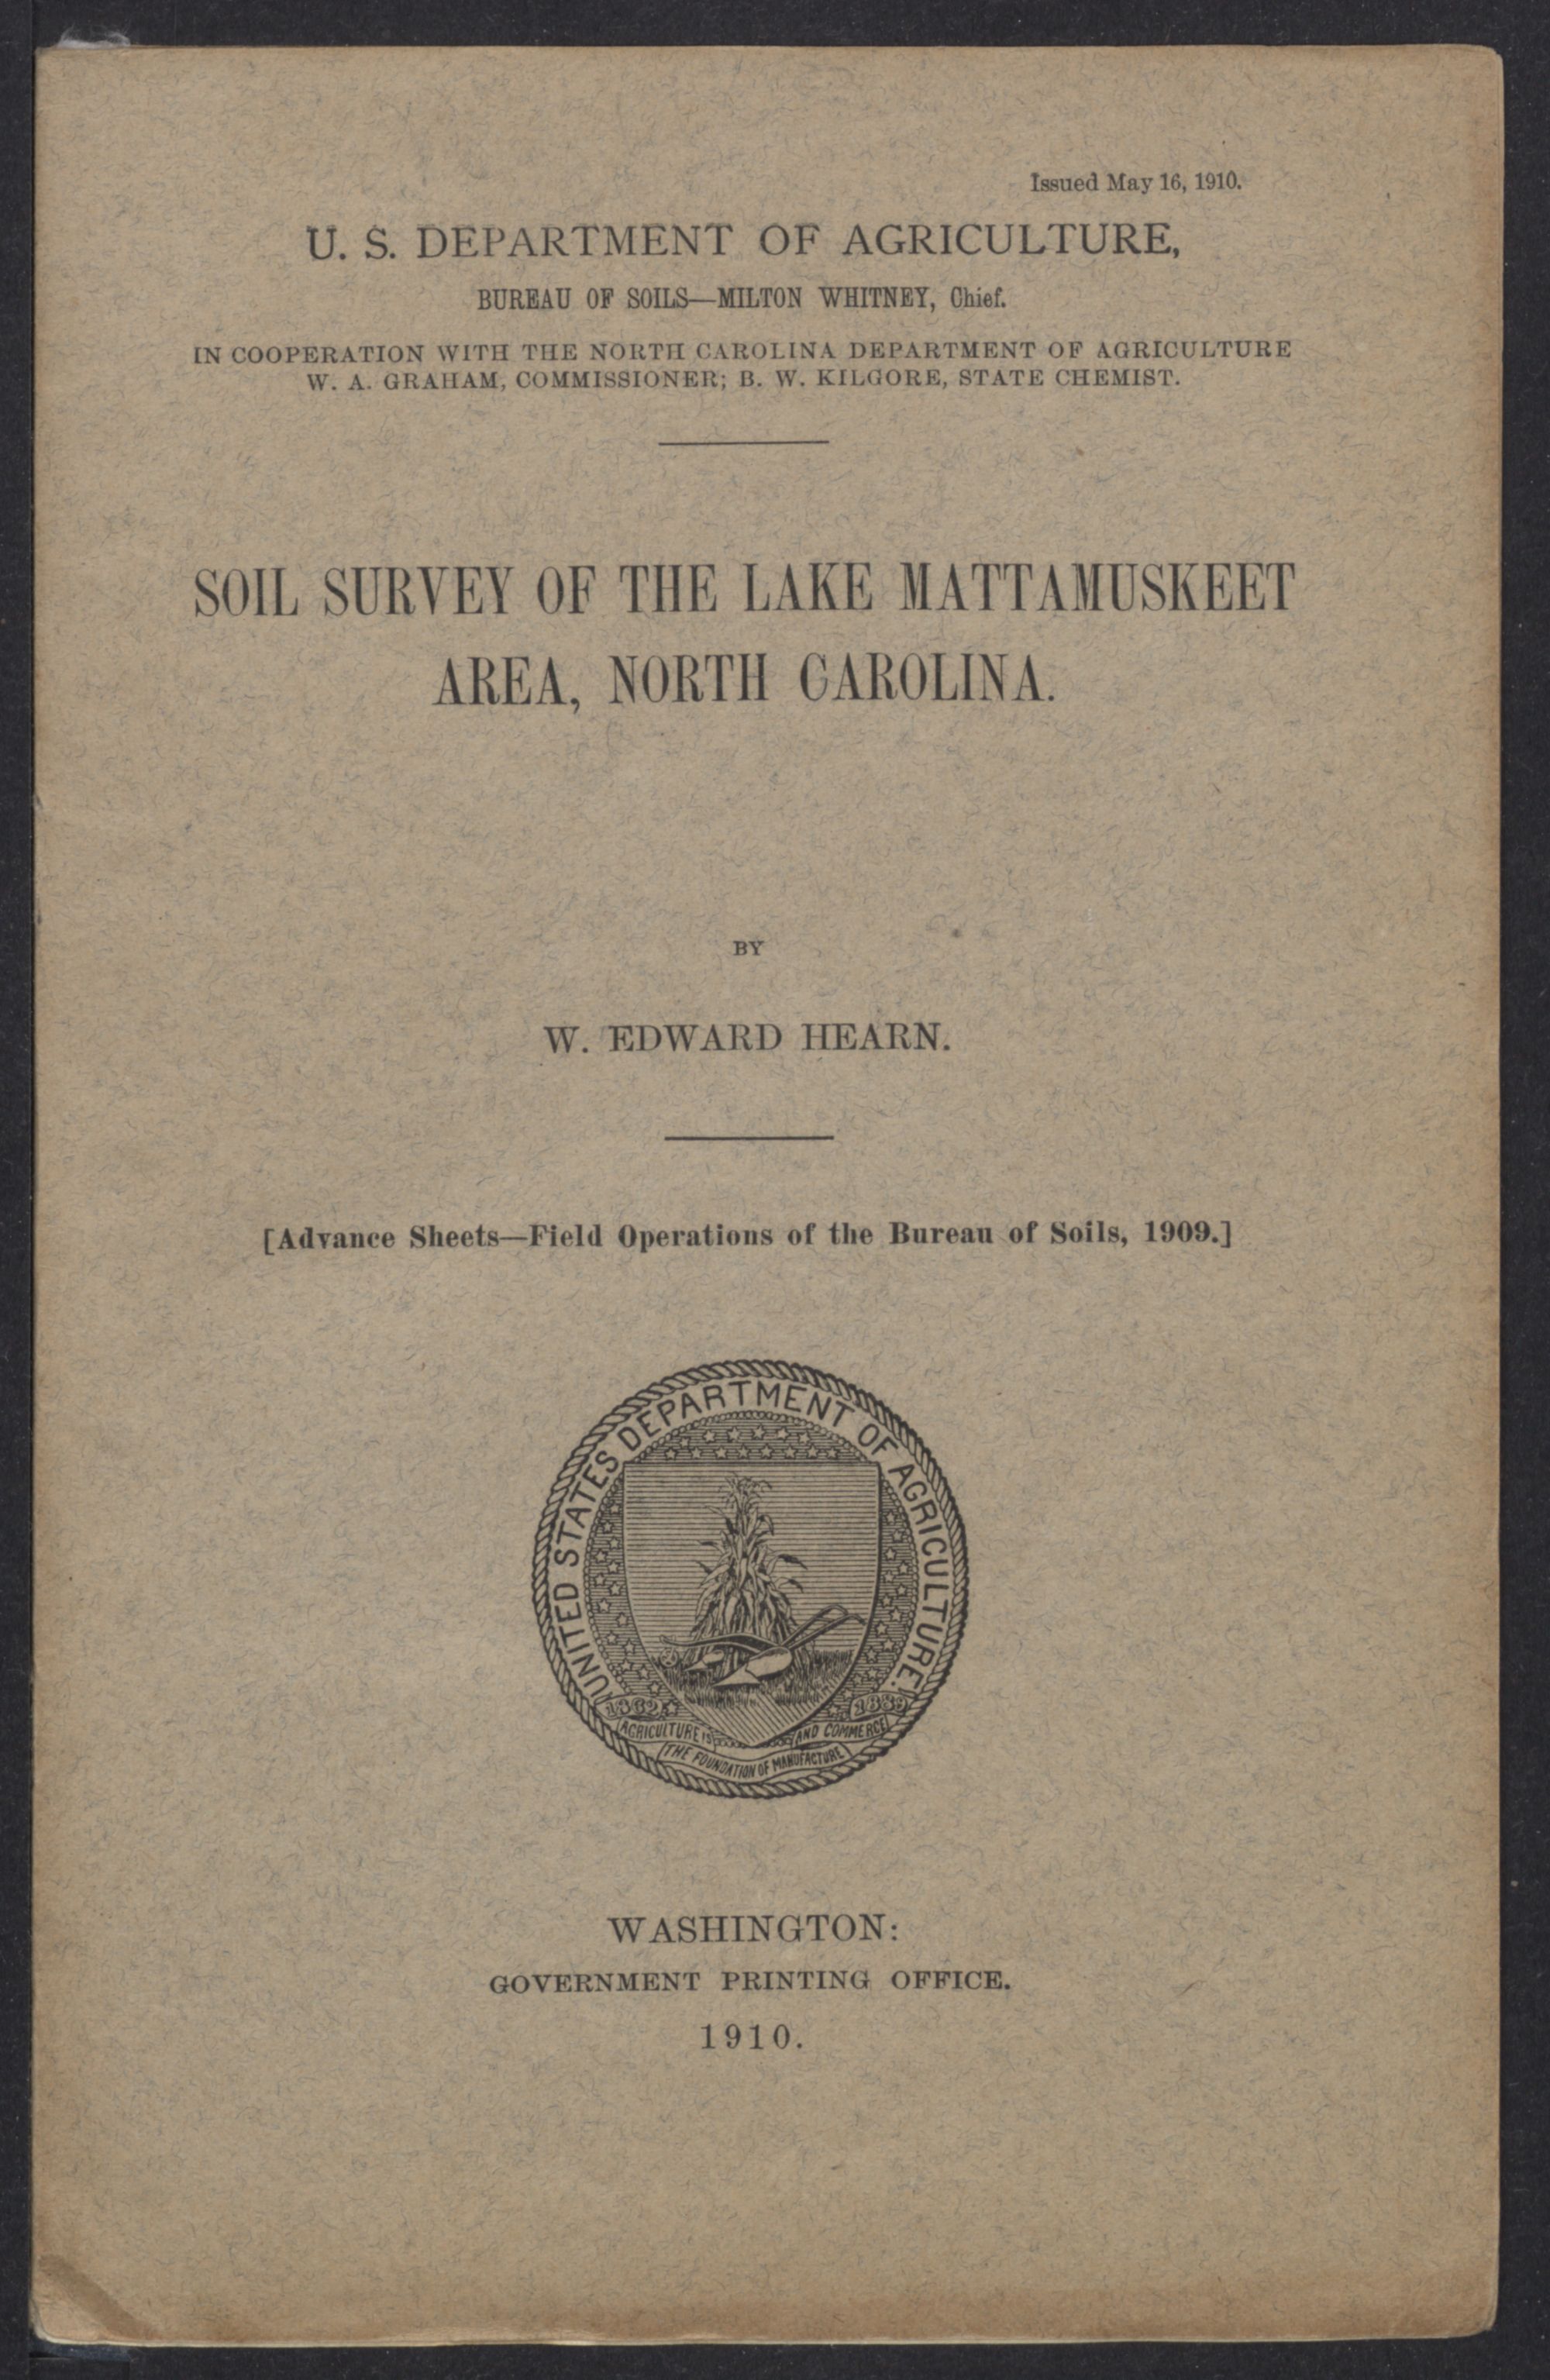 Issued May 16, 1910.
U. S. DEPARTMENT OF AGRICULTURE,
BUREAU OF SOILS—MILTON WHITNEY, Chief.
IN COOPERATION WITH THE NORTH CAROLINA DEPARTMENT OF AGRICULTURE
W. A. GRAHAM, COMMISSIONER; B. W. KILGORE, STATE CHEMIST.
SOIL SURVEY OF THE LAKE MATTAMUSKEET
AREA, NORTH CAROLINA.
BY
W. EDWARD HEARN.
[Advance Sheets—Field Operations of the Bureau of Soils, 1909.]
UNITED STATES DEPARTMENT OF AGRICULTURE.
1862 1889
AGRICULTURE IS THE FOUNDATION OF MANUFACTURE AND COMMERCE
WASHINGTON:
GOVERNMENT PRINTING OFFICE.
1910.